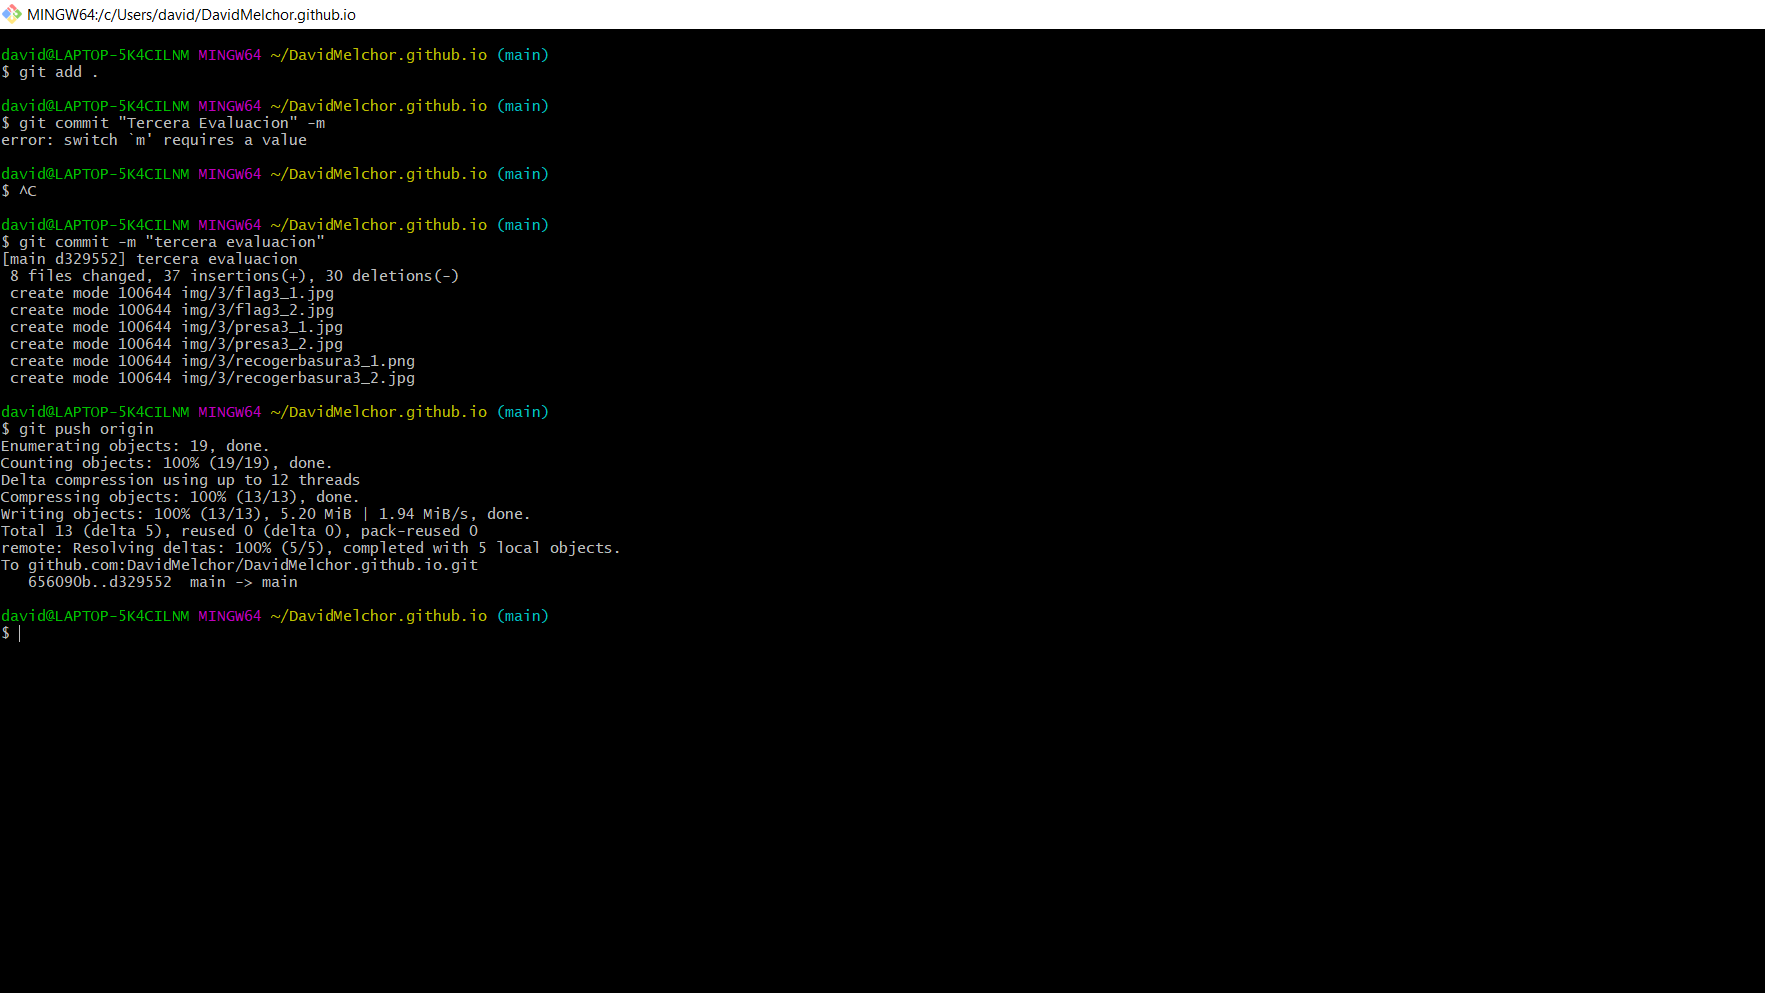 MINGW64:/c/Users/david/DavidMelchor.github.io
david@LAPTOP-5K4CILNM MINGW64 ~/DavidMelchor.github.io (main)
$ git add .
david@LAPTOP-5K4CILNM MINGW64 ~/DavidMelchor.github.io (main)
$ git commit "Tercera Evaluacion" -m
error: switch `m' requires a value
david@LAPTOP-5K4CILNM MINGW64 ~/DavidMelchor.github.io (main)
$ ^C
david@LAPTOP-5K4CILNM MINGW64 ~/DavidMelchor.github.io (main)
$ git commit -m "tercera evaluacion"
[main d329552] tercera evaluacion
 8 files changed, 37 insertions(+), 30 deletions(-)
 create mode 100644 img/3/flag3_1.jpg
 create mode 100644 img/3/flag3_2.jpg
 create mode 100644 img/3/presa3_1.jpg
 create mode 100644 img/3/presa3_2.jpg
 create mode 100644 img/3/recogerbasura3_1.png
 create mode 100644 img/3/recogerbasura3_2.jpg
david@LAPTOP-5K4CILNM MINGW64 ~/DavidMelchor.github.io (main)
$ git push origin
Enumerating objects: 19, done.
Counting objects: 100% (19/19), done.
Delta compression using up to 12 threads
Compressing objects: 100% (13/13), done.
Writing objects: 100% (13/13), 5.20 MiB | 1.94 MiB/s, done.
Total 13 (delta 5), reused 0 (delta 0), pack-reused 0
remote: Resolving deltas: 100% (5/5), completed with 5 local objects.
To github.com:DavidMelchor/DavidMelchor.github.io.git
   656090b..d329552  main -> main
david@LAPTOP-5K4CILNM MINGW64 ~/DavidMelchor.github.io (main)
$